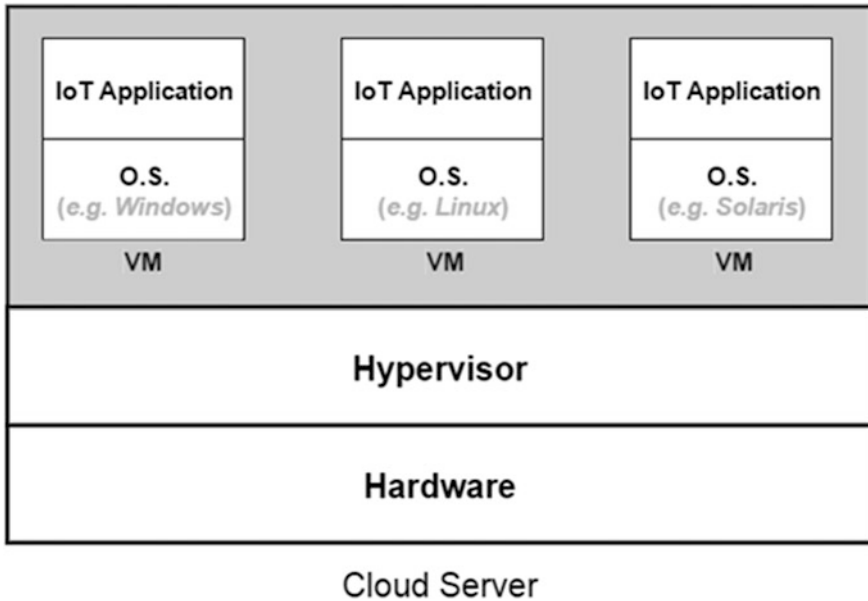 IoT Application
O.S.
(e.g. Windows)
VM
IoT Application
O.S.
(e.g. Linux)
VM
IoT Application
O.S.
(e.g. Solaris)
VM
Hypervisor
Hardware
Cloud Server